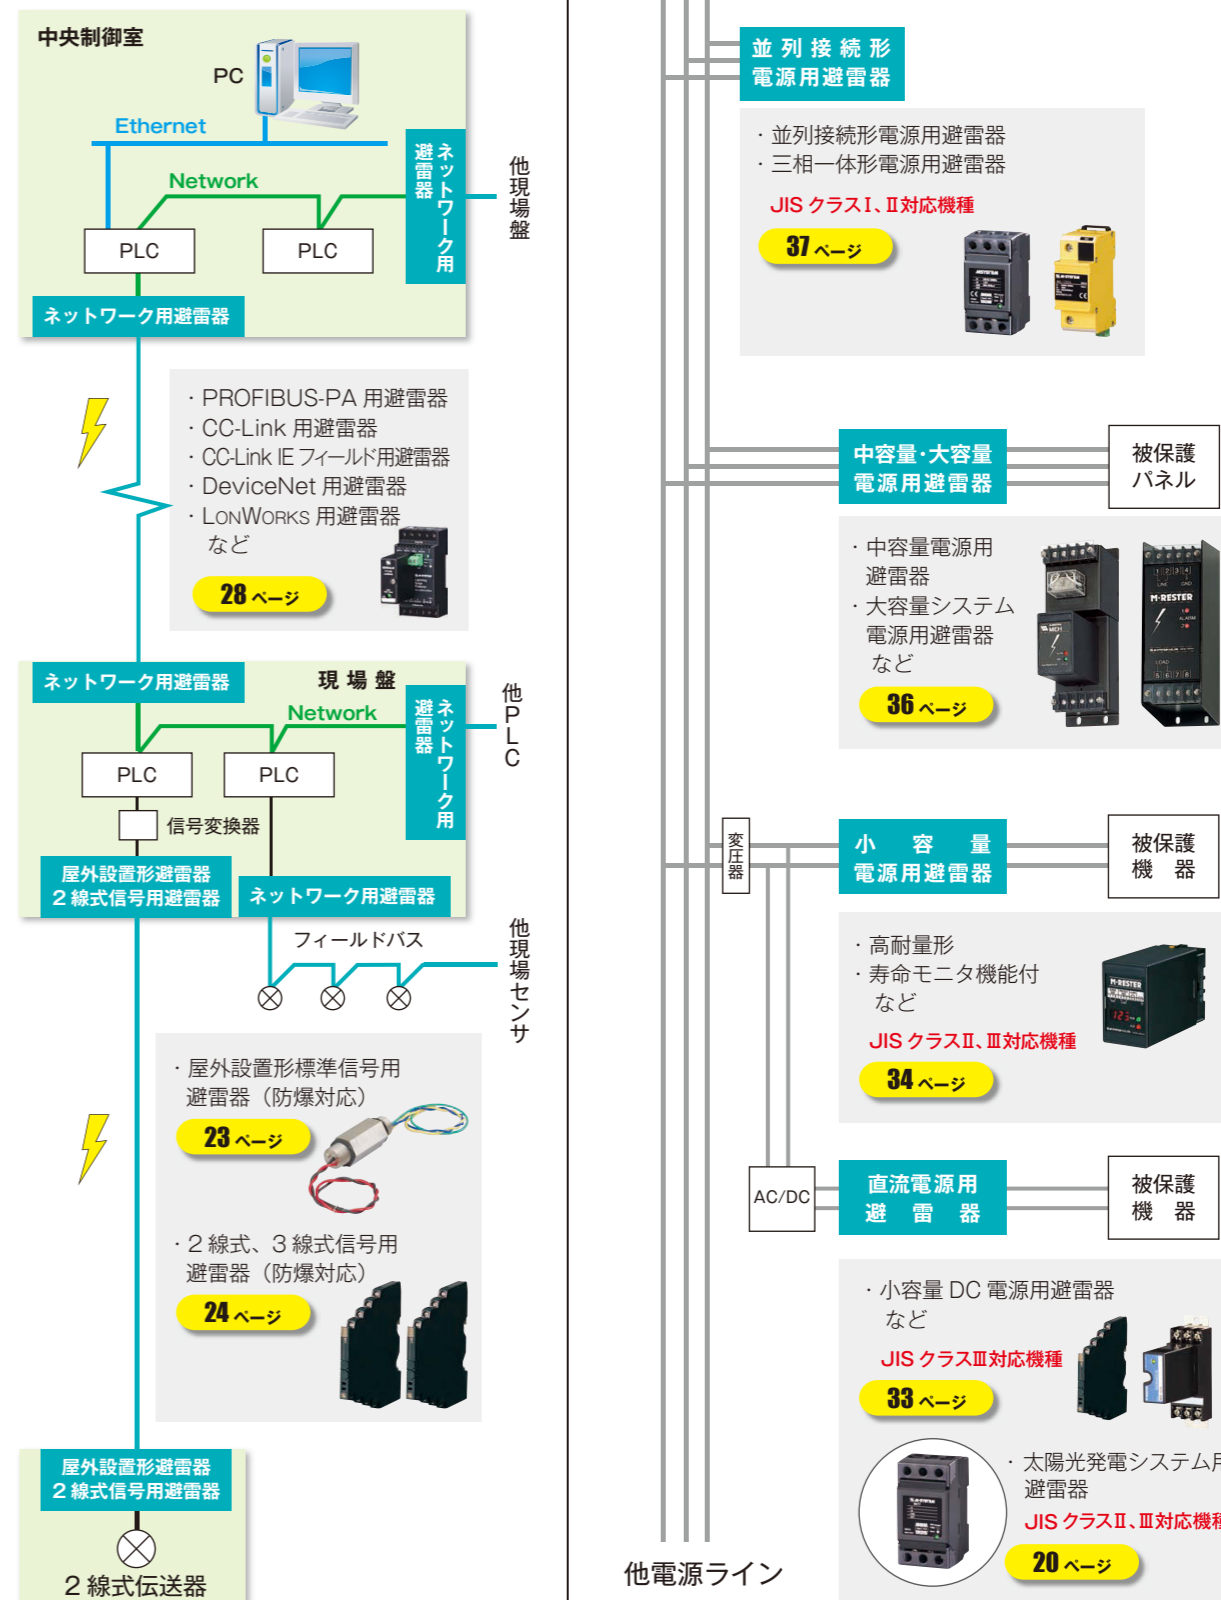 中央制御室
PC
Ethernet
Network
ネットワーク用
避雷器
他現場盤
PLC
PLC
ネットワーク用避雷器
・PROFIBUS-PA 用避雷器
・CC-Link 用避雷器
・CC-Link IE フィールド用避雷器
・DeviceNet 用避雷器
・LONWORKS 用避雷器
など
28 ページ
ネットワーク用避雷器
現 場 盤
Network
ネットワーク用
避雷器
他PLC
PLC
PLC
信号変換器
屋外設置形避雷器
2 線式信号用避雷器
ネットワーク用避雷器
フィールドバス
他現場センサ
・屋外設置形標準信号用
避雷器（防爆対応）
23 ページ
・2 線式、3 線式信号用
避雷器（防爆対応）
24 ページ
屋外設置形避雷器
2 線式信号用避雷器
2 線式伝送器
並 列 接 続 形
電源用避雷器
・並列接続形電源用避雷器
・三相一体形電源用避雷器
JIS クラスⅠ、Ⅱ対応機種
37 ページ
中容量・大容量
電源用避雷器
被保護
パネル
・中容量電源用
避雷器
・大容量システム
電源用避雷器
など
36 ページ
M-RESTER
変圧器
小 容 量
電源用避雷器
被保護
機 器
・高耐量形
・寿命モニタ機能付
など
JIS クラスⅡ、Ⅲ対応機種
34 ページ
M-RESTER
AC/DC
直流電源用
避 雷 器
被保護
機 器
・小容量 DC 電源用避雷器
など
JIS クラスⅢ対応機種
33 ページ
・太陽光発電システム用
避雷器
JIS クラスⅡ、Ⅲ対応機種
20 ページ
他電源ライン